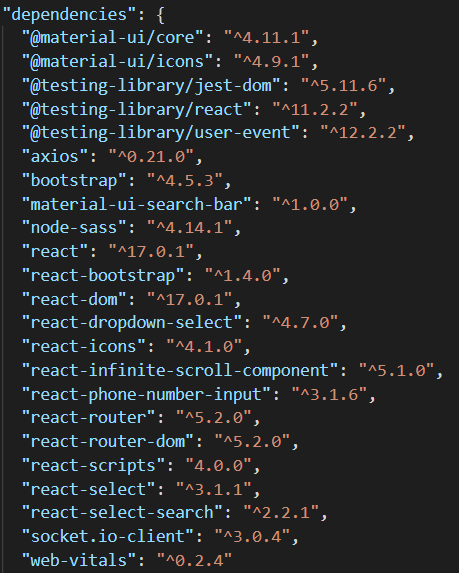 "dependencies": {
"@material-ui/core": "^4.11.1",
"@material-ui/icons": "^4.9.1",
"@testing-library/jest-dom": "^5.11.6",
"@testing-library/react": "^11.2.2",
"@testing-library/user-event": "^12.2.2",
"axios": "^0.21.0",
"bootstrap": "^4.5.3",
"material-ui-search-bar": "^1.0.0",
"node-sass": "^4.14.1",
"react": "^17.0.1",
"react-bootstrap": "^1.4.0",
"react-dom": "^17.0.1",
"react-dropdown-select": "^4.7.0",
"react-icons": "^4.1.0",
"react-infinite-scroll-component": "^5.1.0",
"react-phone-number-input": "^3.1.6",
"react-router": "^5.2.0",
"react-router-dom": "^5.2.0",
"react-scripts": "4.0.0",
"react-select": "^3.1.1",
"react-select-search": "^2.2.1",
"socket.io-client": "^3.0.4",
"web-vitals": "^0.2.4"